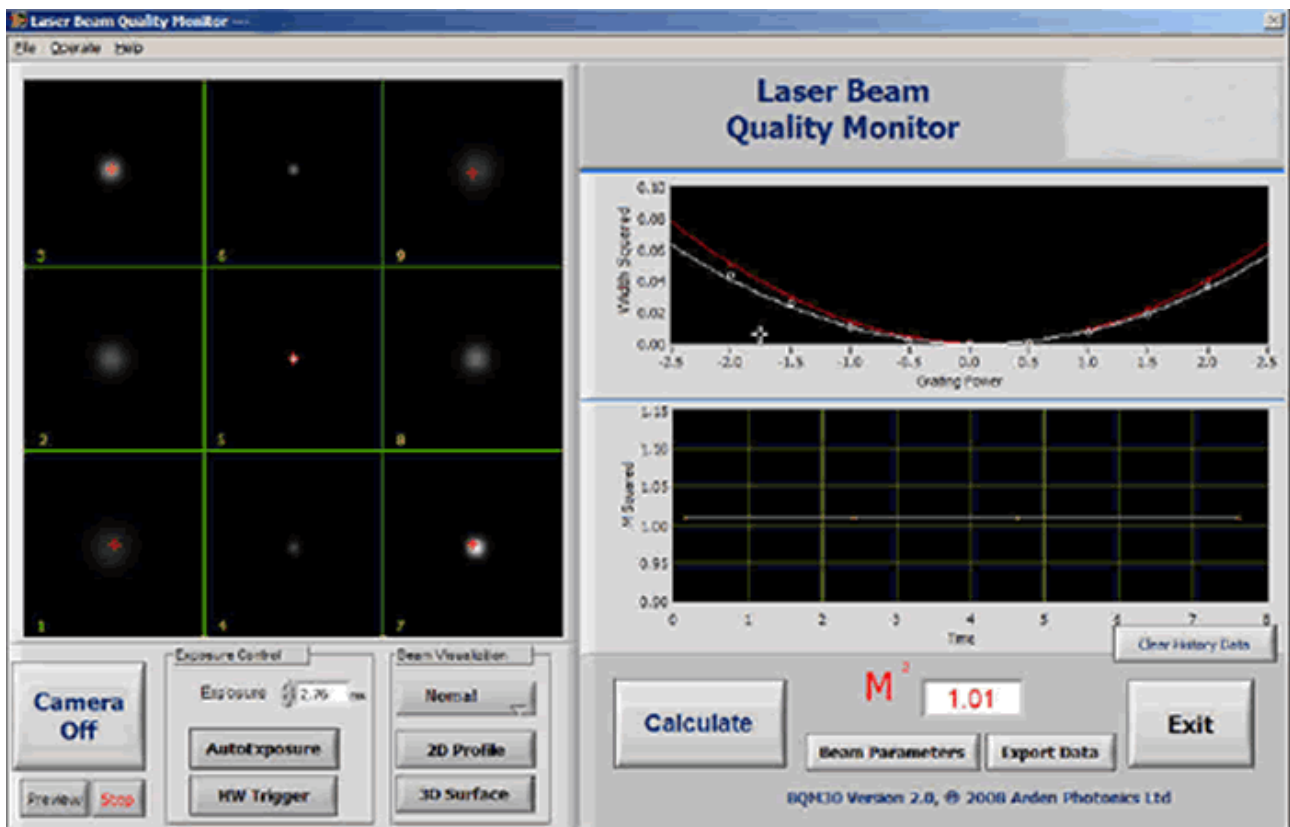 Laser Beam Quality Monitor ---
File Operate Help
3
6
9
2
5
8
1
4
7
Laser Beam
Quality Monitor
Width Squared
0.10
0.08
0.06
0.04
0.02
0.00
-2.5 -2.0 -1.5 -1.0 -0.5 0.0 0.5 1.0 1.5 2.0 2.5
Grating Power
M Squared
1.15
1.10
1.05
1.00
0.95
0.90
0 1 2 3 4 5 6 7 8
Time
Clear History Data
Camera
Off
Preview Stop
Exposure Control
Exposure 2.76 ms
AutoExposure
HW Trigger
Beam Visualization
Normal
2D Profile
3D Surface
Calculate
M² 1.01
Beam Parameters
Export Data
Exit
BQM30 Version 2.0, © 2008 Arden Photonics Ltd